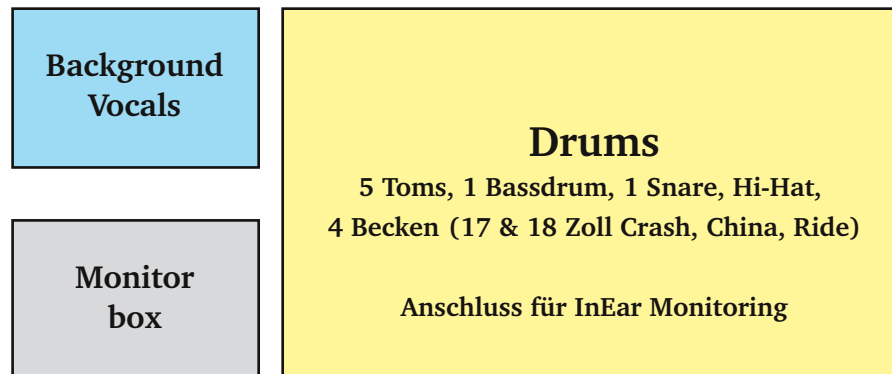 Background
Vocals
Drums
5 Toms, 1 Bassdrum, 1 Snare, Hi-Hat,
4 Becken (17 & 18 Zoll Crash, China, Ride)
Anschluss für InEar Monitoring
Monitor
box